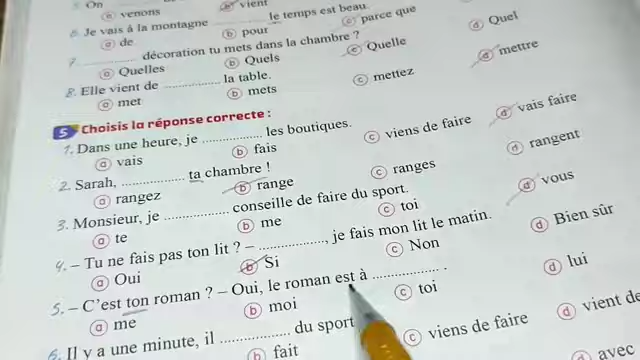 5. On
ⓐ venons ⓑ vient
6. Je vais à la montagne ............ le temps est beau.
ⓐ de ⓑ pour ⓒ parce que ⓓ Quel
7. ............ décoration tu mets dans la chambre ?
ⓐ Quelles ⓑ Quels ⓒ Quelle ⓓ mettre
8. Elle vient de ............ la table.
ⓐ met ⓑ mets ⓒ mettez
5 Choisis la réponse correcte :
1. Dans une heure, je ............ les boutiques.
ⓐ vais ⓑ fais ⓒ viens de faire ⓓ vais faire
2. Sarah, ............ ta chambre !
ⓐ rangez ⓑ range ⓒ ranges ⓓ rangent
3. Monsieur, je ............ conseille de faire du sport.
ⓐ te ⓑ me ⓒ toi ⓓ vous
4. – Tu ne fais pas ton lit ? – ............, je fais mon lit le matin.
ⓐ Oui ⓑ Si ⓒ Non ⓓ Bien sûr
5. – C'est ton roman ? – Oui, le roman est à ............ .
ⓐ me ⓑ moi ⓒ toi ⓓ lui
6. Il y a une minute, il ............ du sport
ⓑ fait ⓒ viens de faire ⓓ vient de
avec